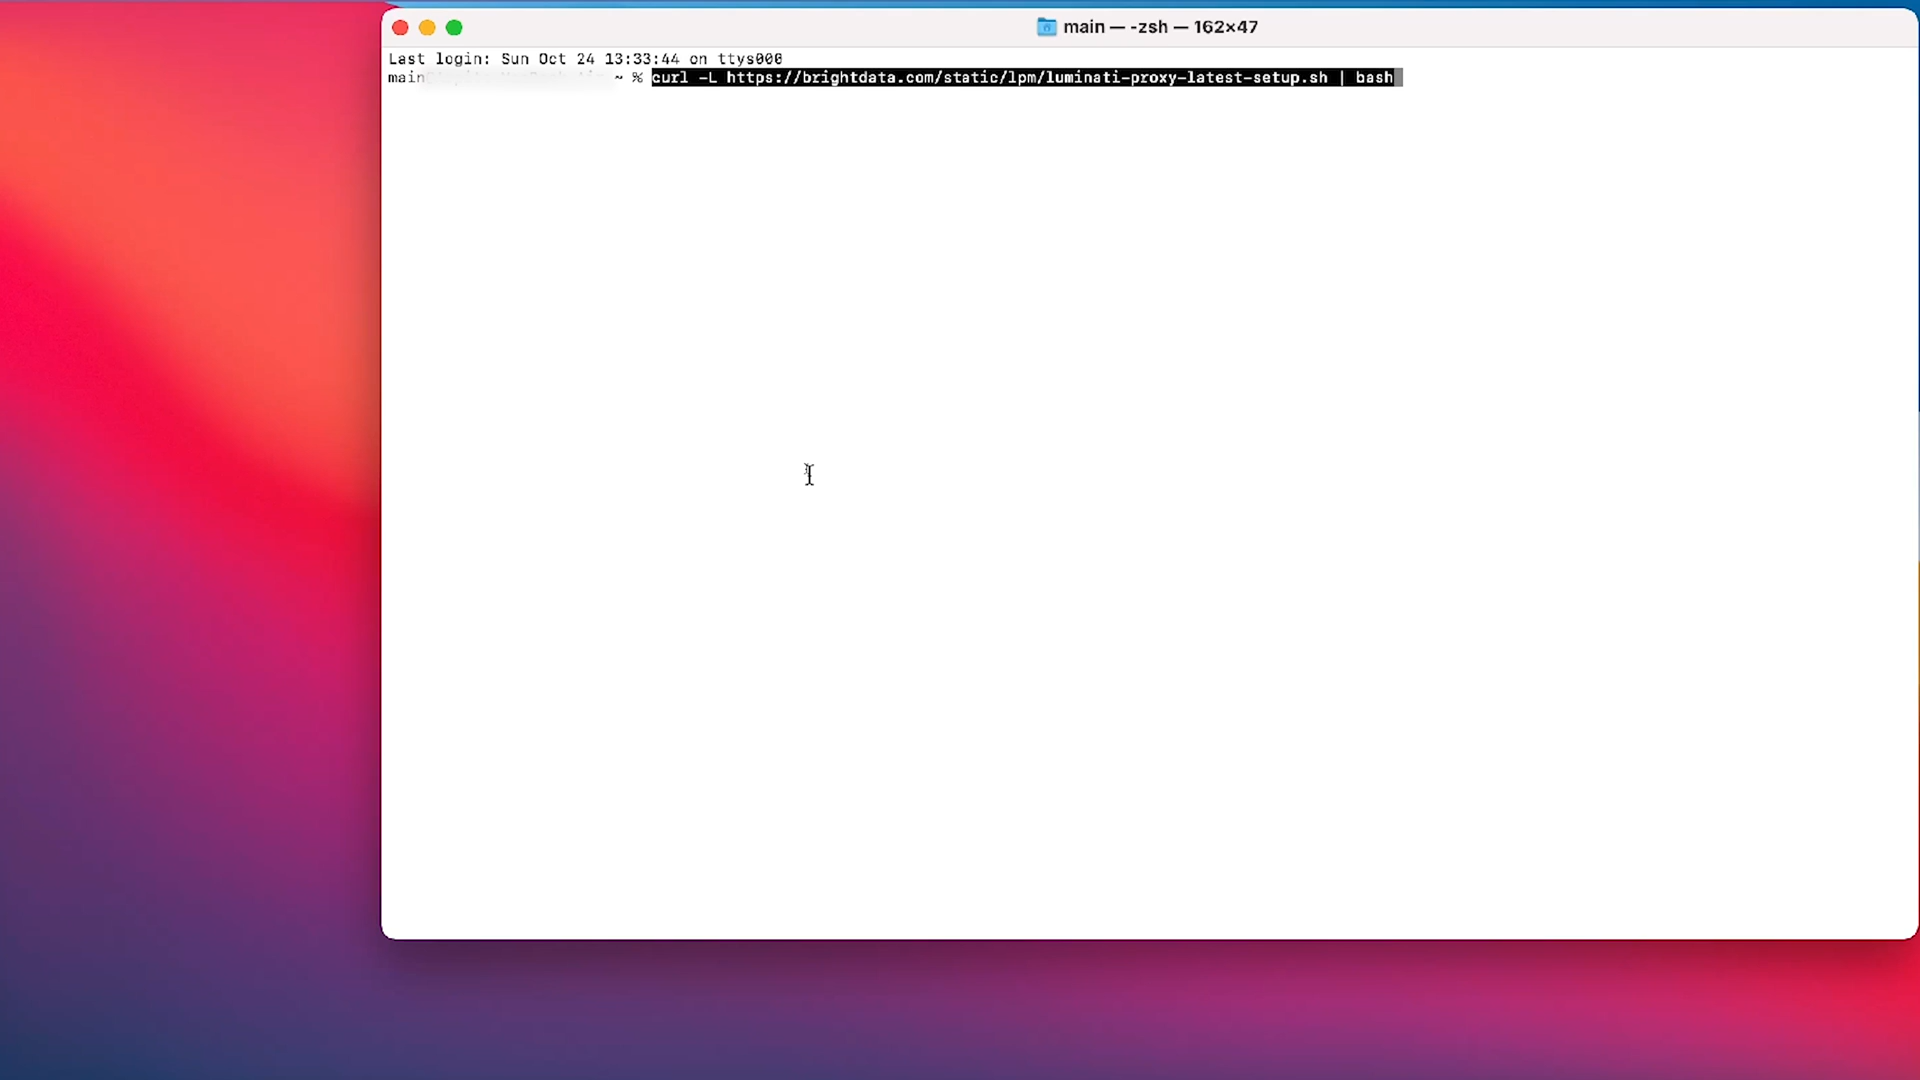 main — -zsh — 162×47
Last login: Sun Oct 24 13:33:44 on ttys000
main ~ % curl -L https://brightdata.com/static/lpm/luminati-proxy-latest-setup.sh | bash